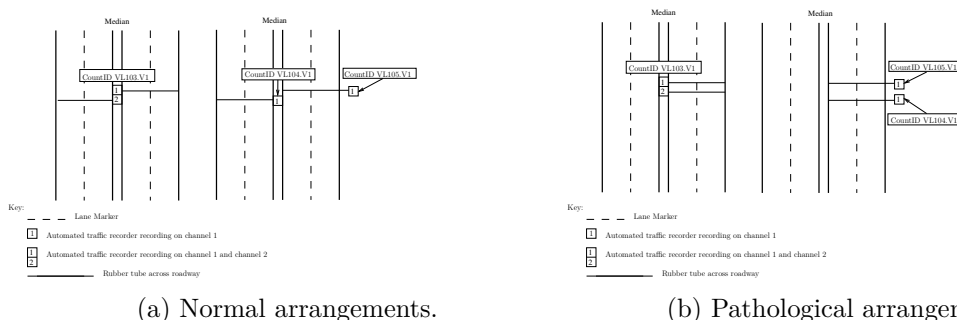 Median
CountID VL103.V1
1
2
CountID VL104.V1
1
CountID VL105.V1
1
Key:
Lane Marker
1 Automated traffic recorder recording on channel 1
1
2 Automated traffic recorder recording on channel 1 and channel 2
Rubber tube across roadway
(a) Normal arrangements.
Median Median
CountID VL103.V1
1
2
CountID VL105.V1
1
1
CountID VL104.V1
Key:
Lane Marker
1 Automated traffic recorder recording on channel 1
1
2 Automated traffic recorder recording on channel 1 and channel 2
Rubber tube across roadway
(b) Pathological arranger